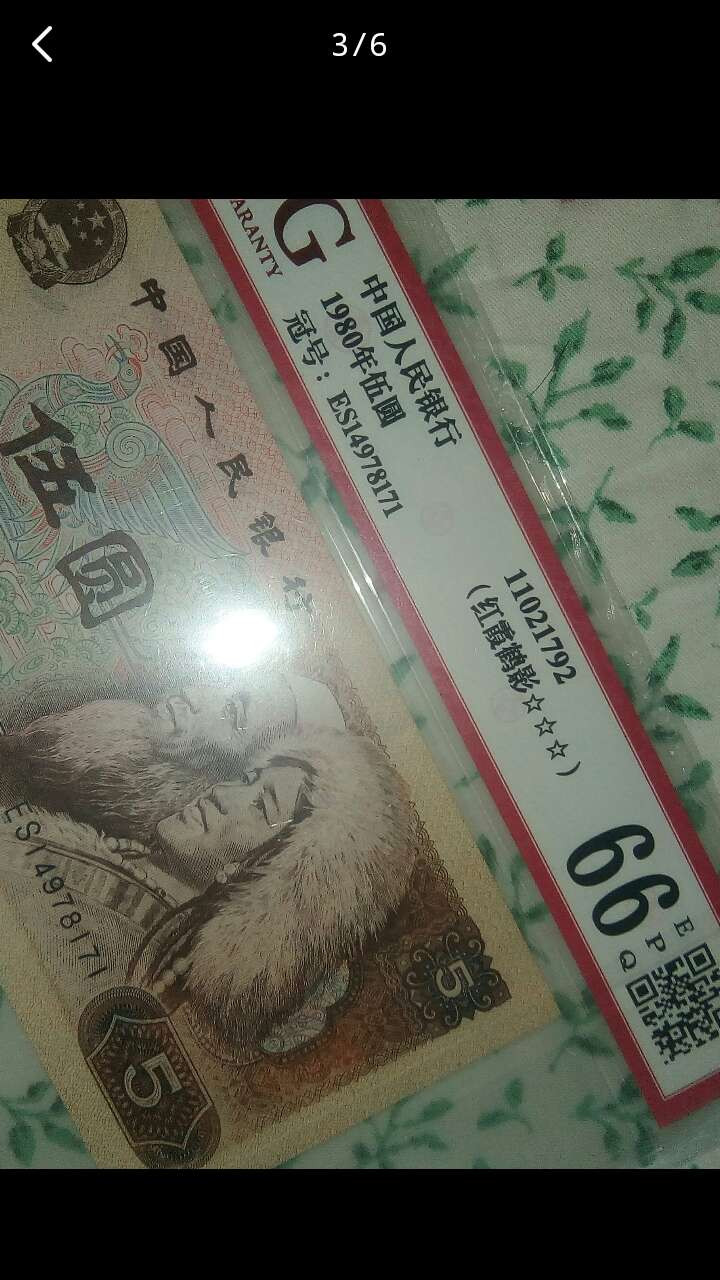 3/6
G
ARANTY
中国人民银行
1980年伍圆
冠号：ES14978171
11021792
（红霞鹤影☆☆☆）
66
E
P
Q
中国人民银行
伍圆
ES14978171
5
5